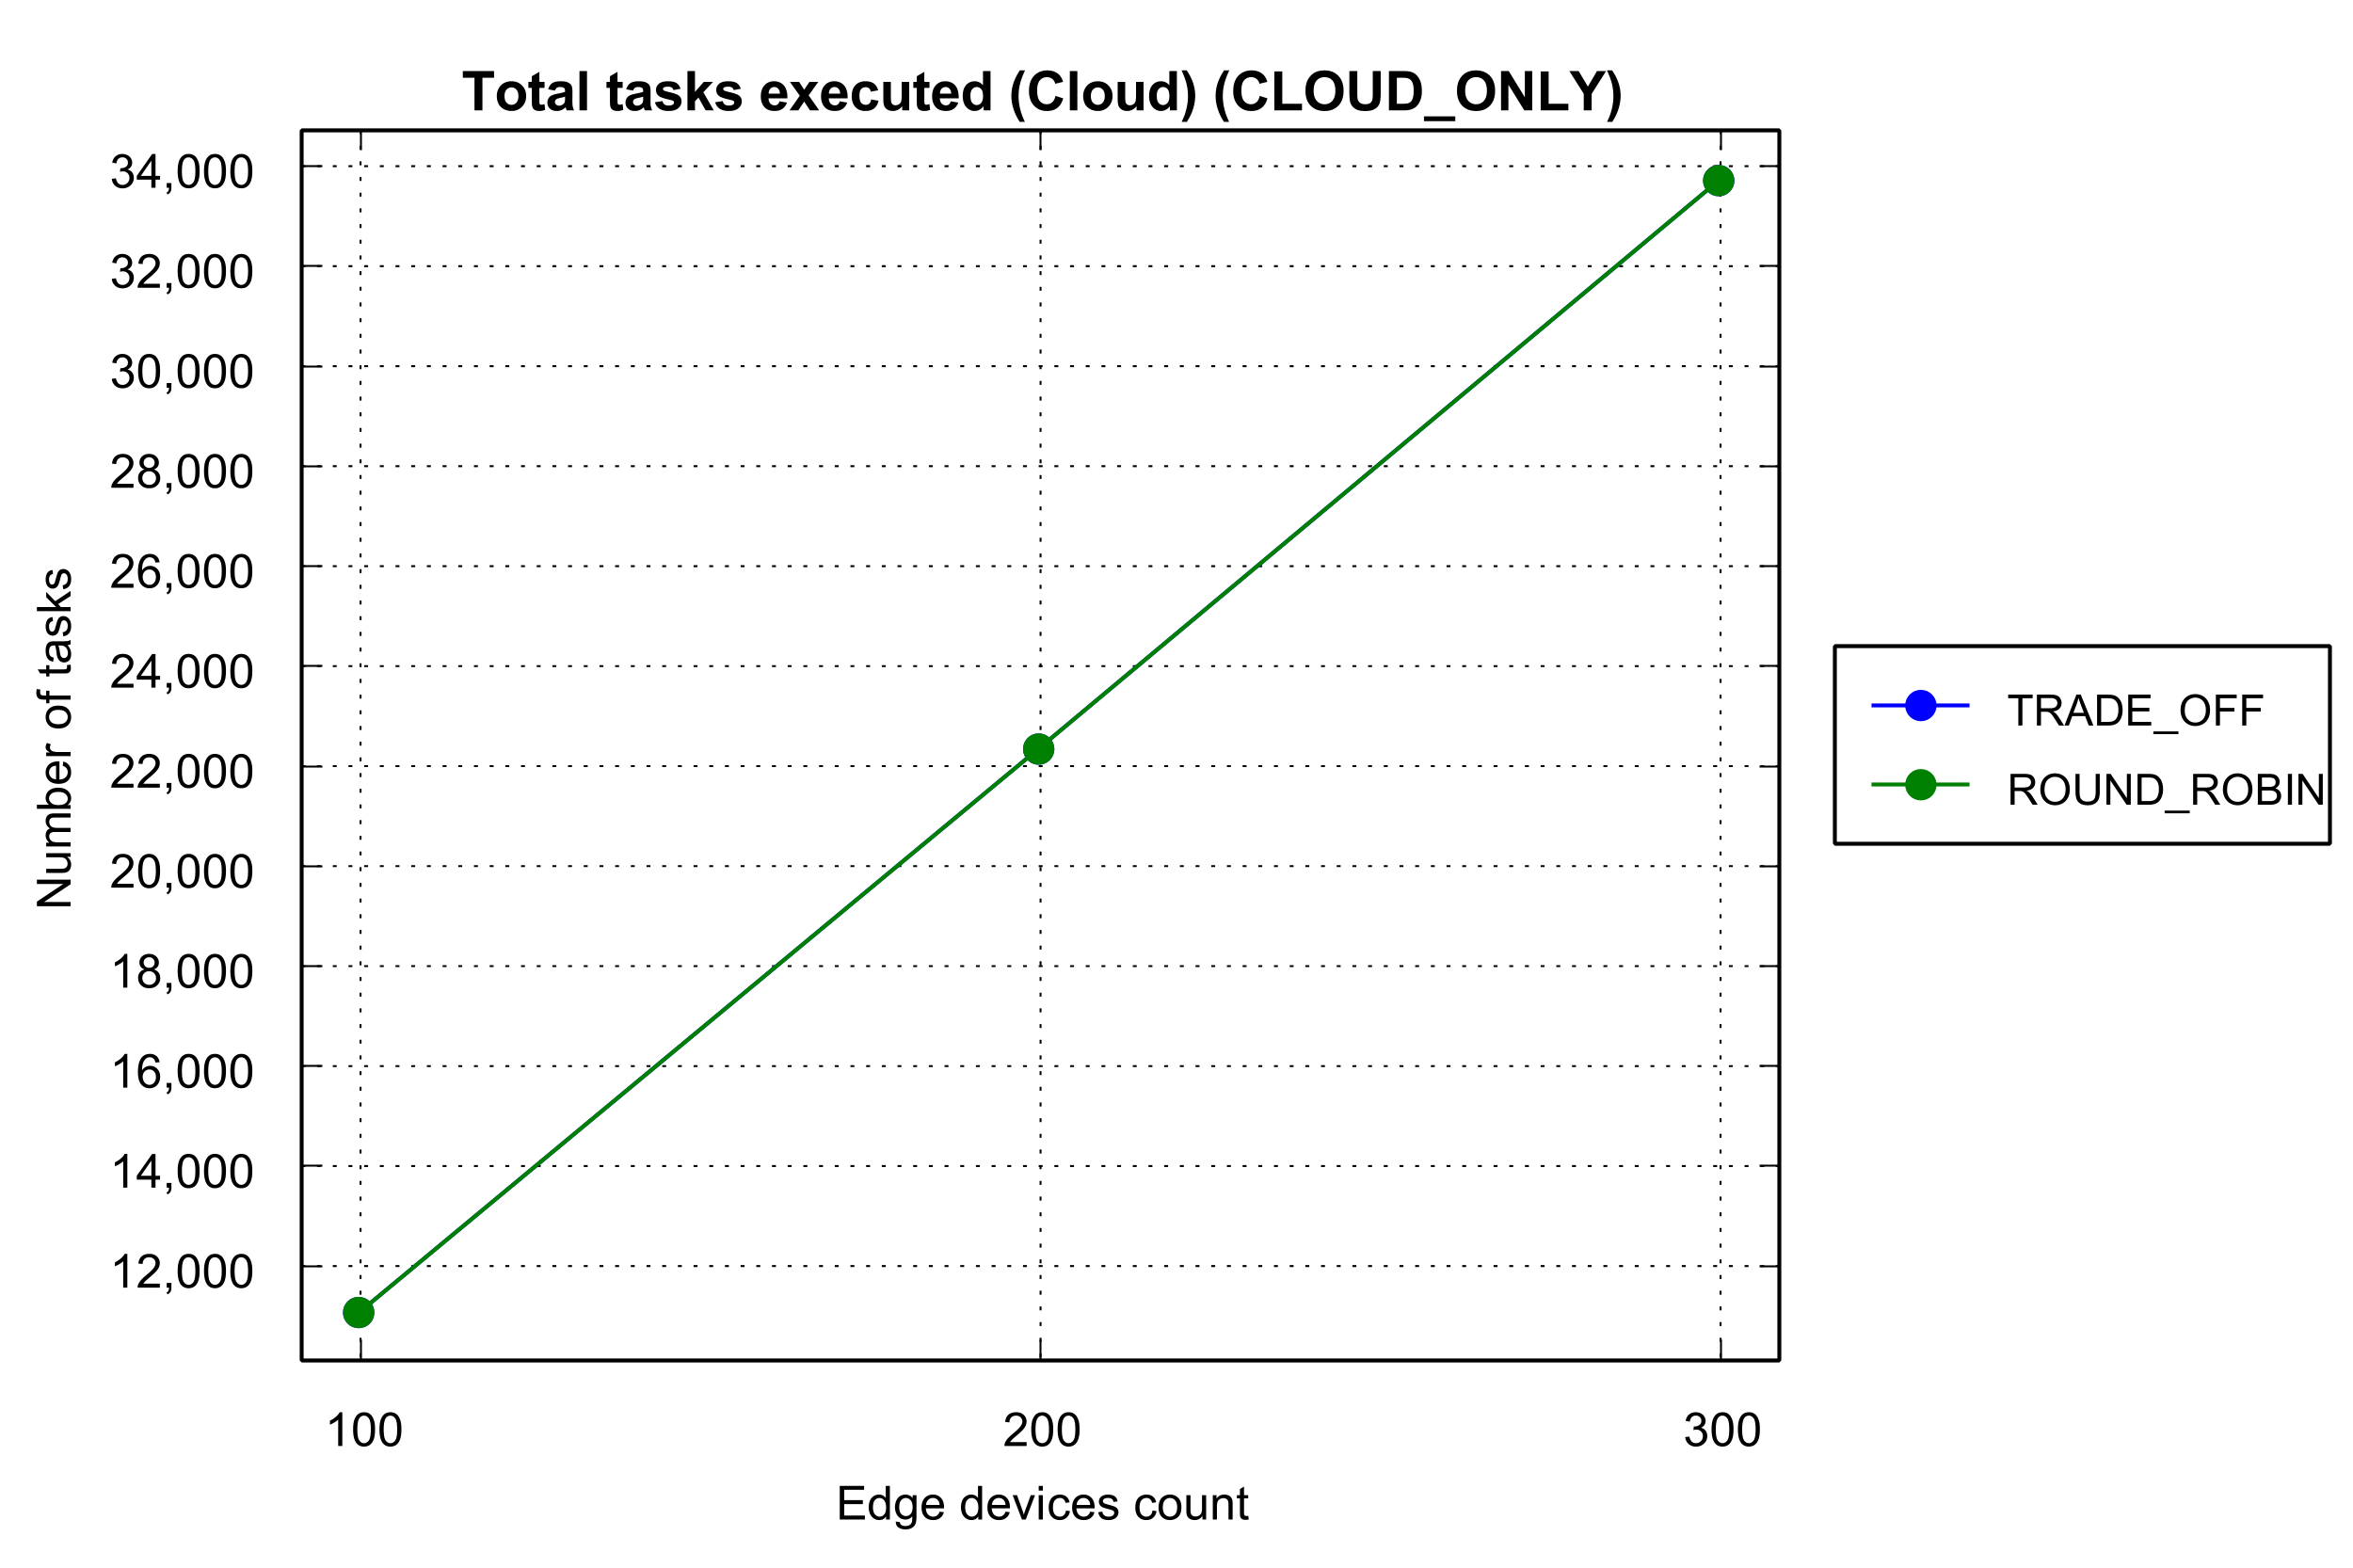 Total tasks executed (Cloud) (CLOUD_ONLY)
34,000
32,000
30,000
28,000
26,000
24,000
22,000
20,000
18,000
16,000
14,000
12,000
Number of tasks
100 200 300
Edge devices count
TRADE_OFF
ROUND_ROBIN